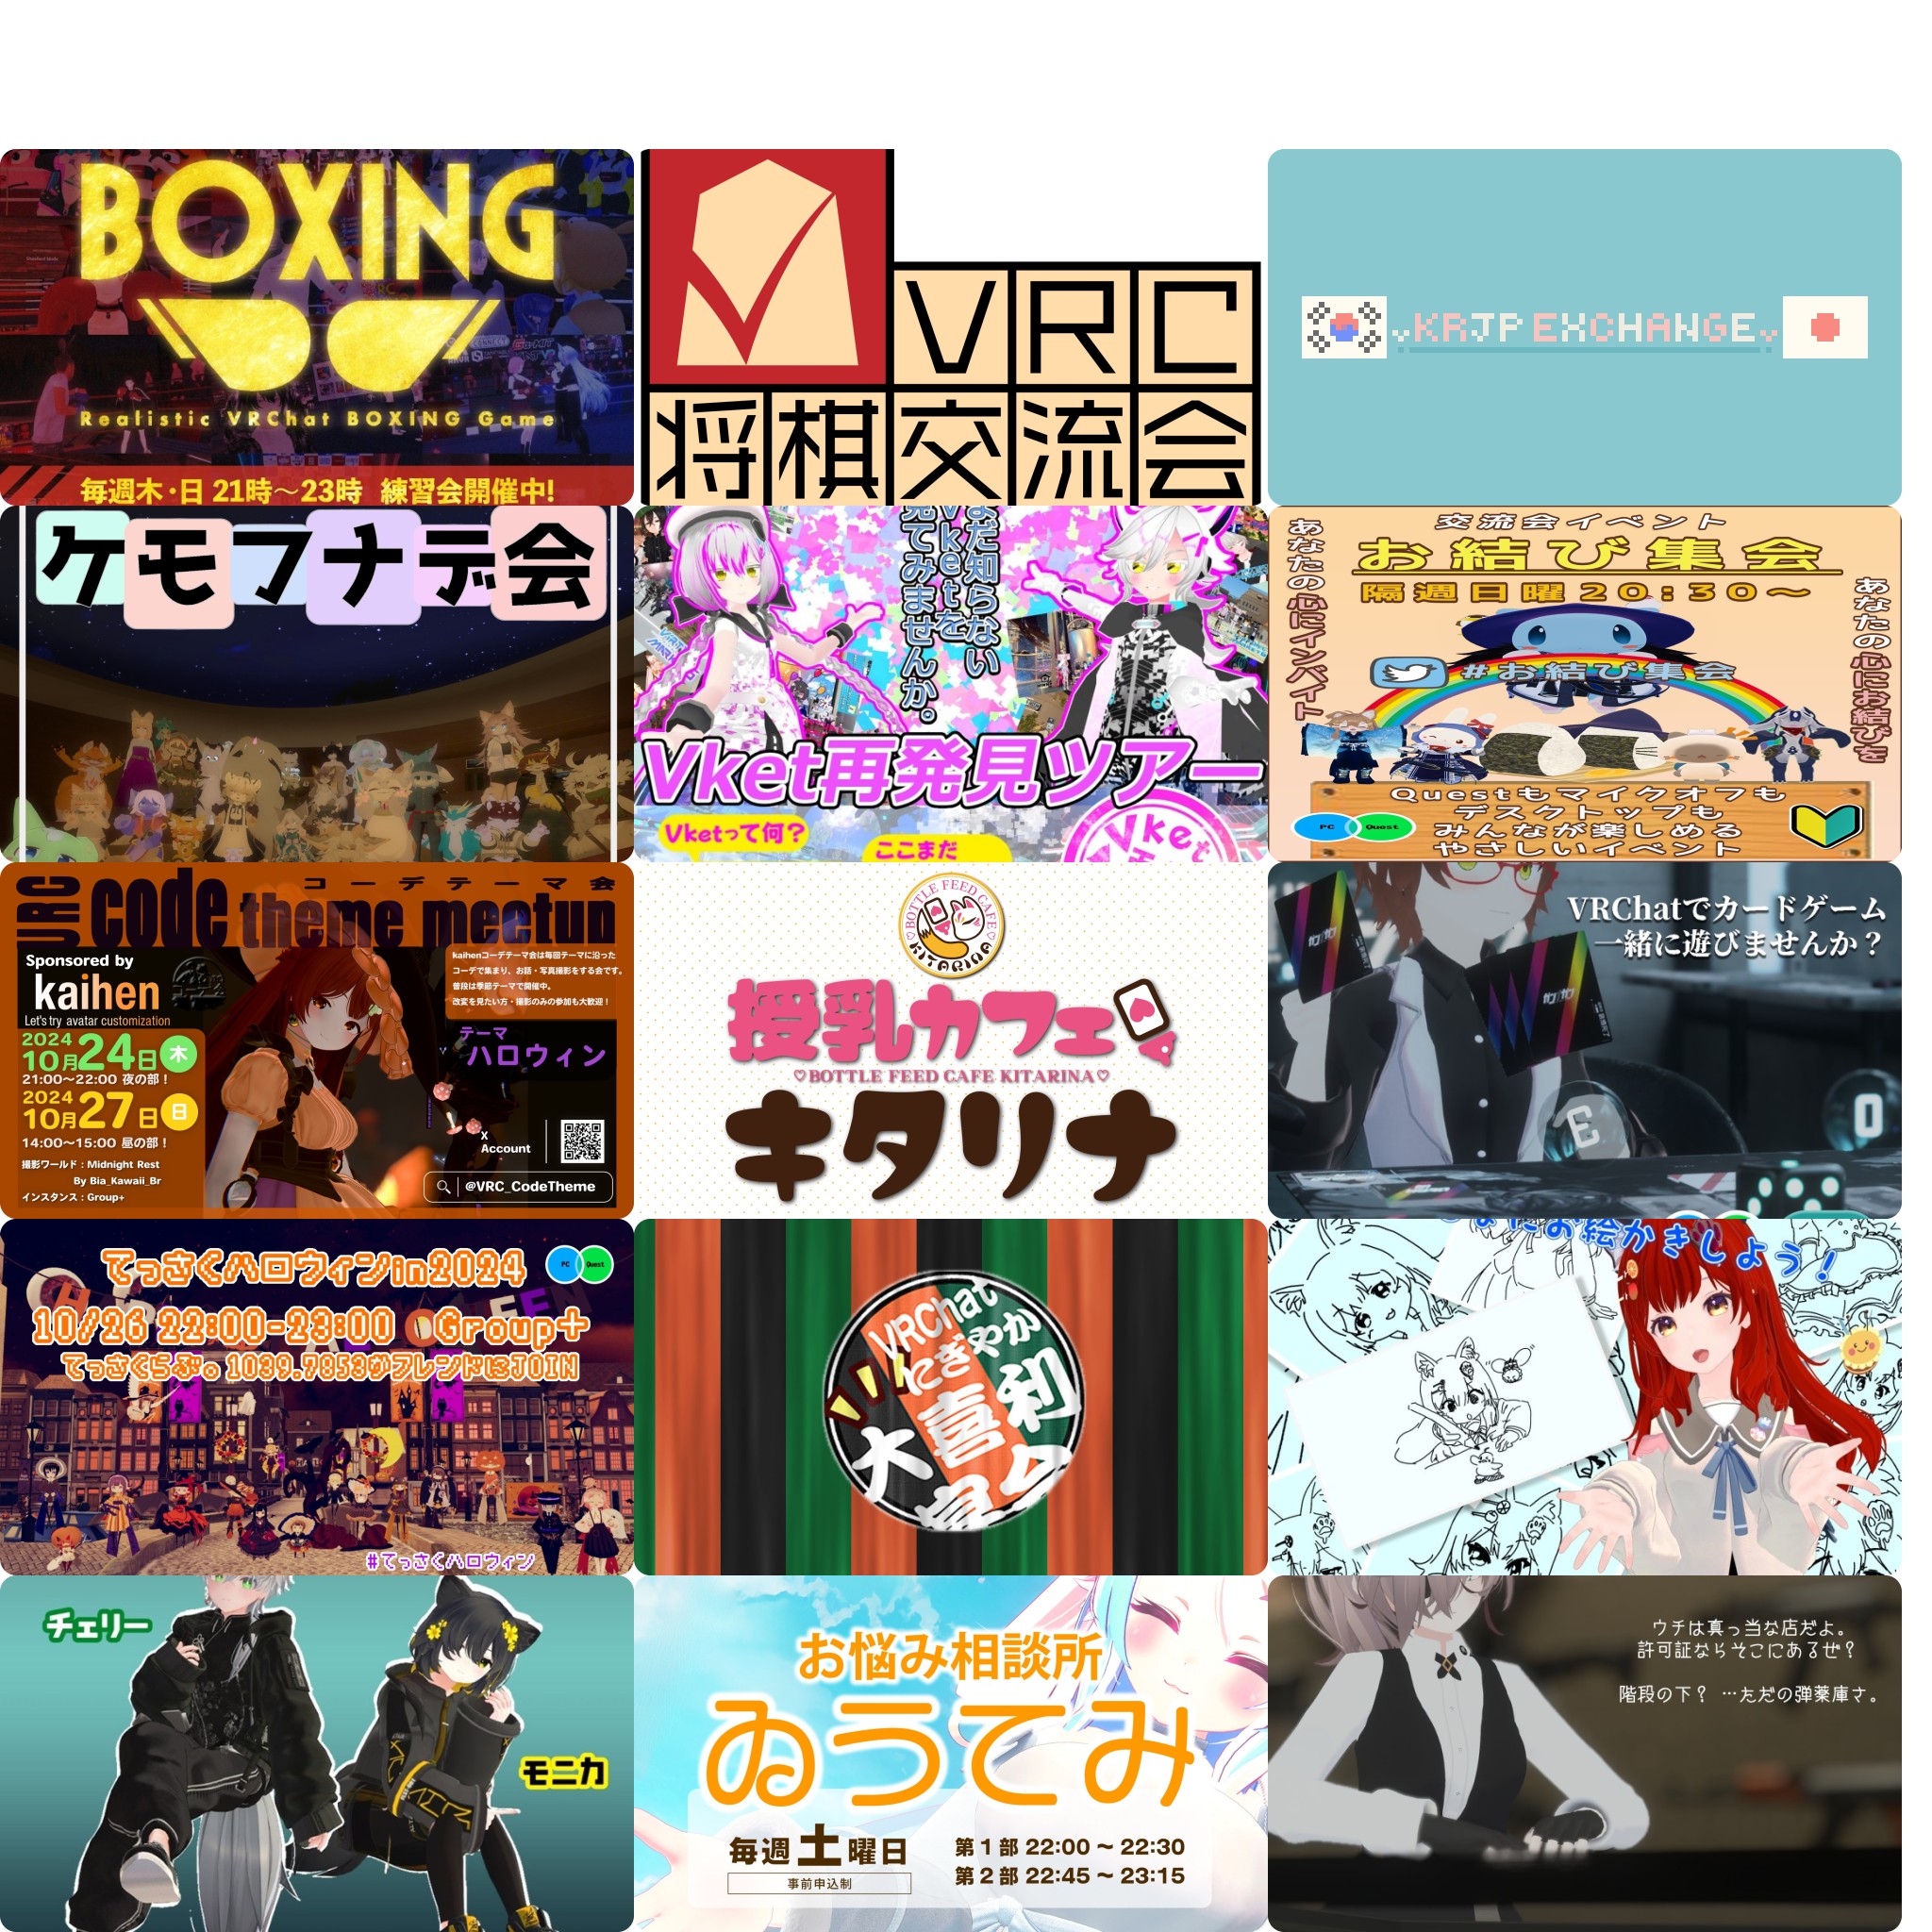 BOXING
Realistic VRChat BOXING Game
毎週木・日 21時～23時 練習会開催中!
VRC
将棋交流会
KRJP EXCHANGE
ケモフナデ会
まだ知らない
Vketを
見てみませんか。
Vket再発見ツアー
Vketって何？
ここまだ
Vket
交流会イベント
お結び集会
隔週日曜20:30～
あなたの心にインバイト
あなたの心にお結びを
#お結び集会
Questもマイクオフも
デスクトップも
みんなが楽しめる
やさしいイベント
PC Quest
コーデテーマ会
VRC code theme meetup
Sponsored by
kaihen
Let's try avatar customization
kaihenコーデテーマ会は毎回テーマに沿った
コーデで集まり、お話・写真撮影をする会です。
普段は季節テーマで開催中。
改変を見たい方・撮影のみの参加も大歓迎！
テーマ
ハロウィン
2024
10月24日 木
21:00～22:00 夜の部！
2024
10月27日 日
14:00～15:00 昼の部！
撮影ワールド：Midnight Rest
By Bia_Kawaii_Br
インスタンス：Group+
X
Account
@VRC_CodeTheme
BOTTLE FEED CAFE
KITARINA
授乳カフェ
♡BOTTLE FEED CAFE KITARINA♡
キタリナ
VRChatでカードゲーム
一緒に遊びませんか？
てっさくハロウィンin2024
PC Quest
10/26 22:00-23:00 Group+
てっさくらぶ。1039.7853のフレンドにJOIN
#てっさくハロウィン
VRChat
にぎやか
大喜利
宴会
お絵かきしよう！
チェリー
モニカ
お悩み相談所
ゐうてみ
毎週土曜日
事前申込制
第1部 22:00 ~ 22:30
第2部 22:45 ~ 23:15
ウチは真っ当な店だよ。
許可証ならそこにあるぜ？
階段の下？ …ただの弾薬庫さ。